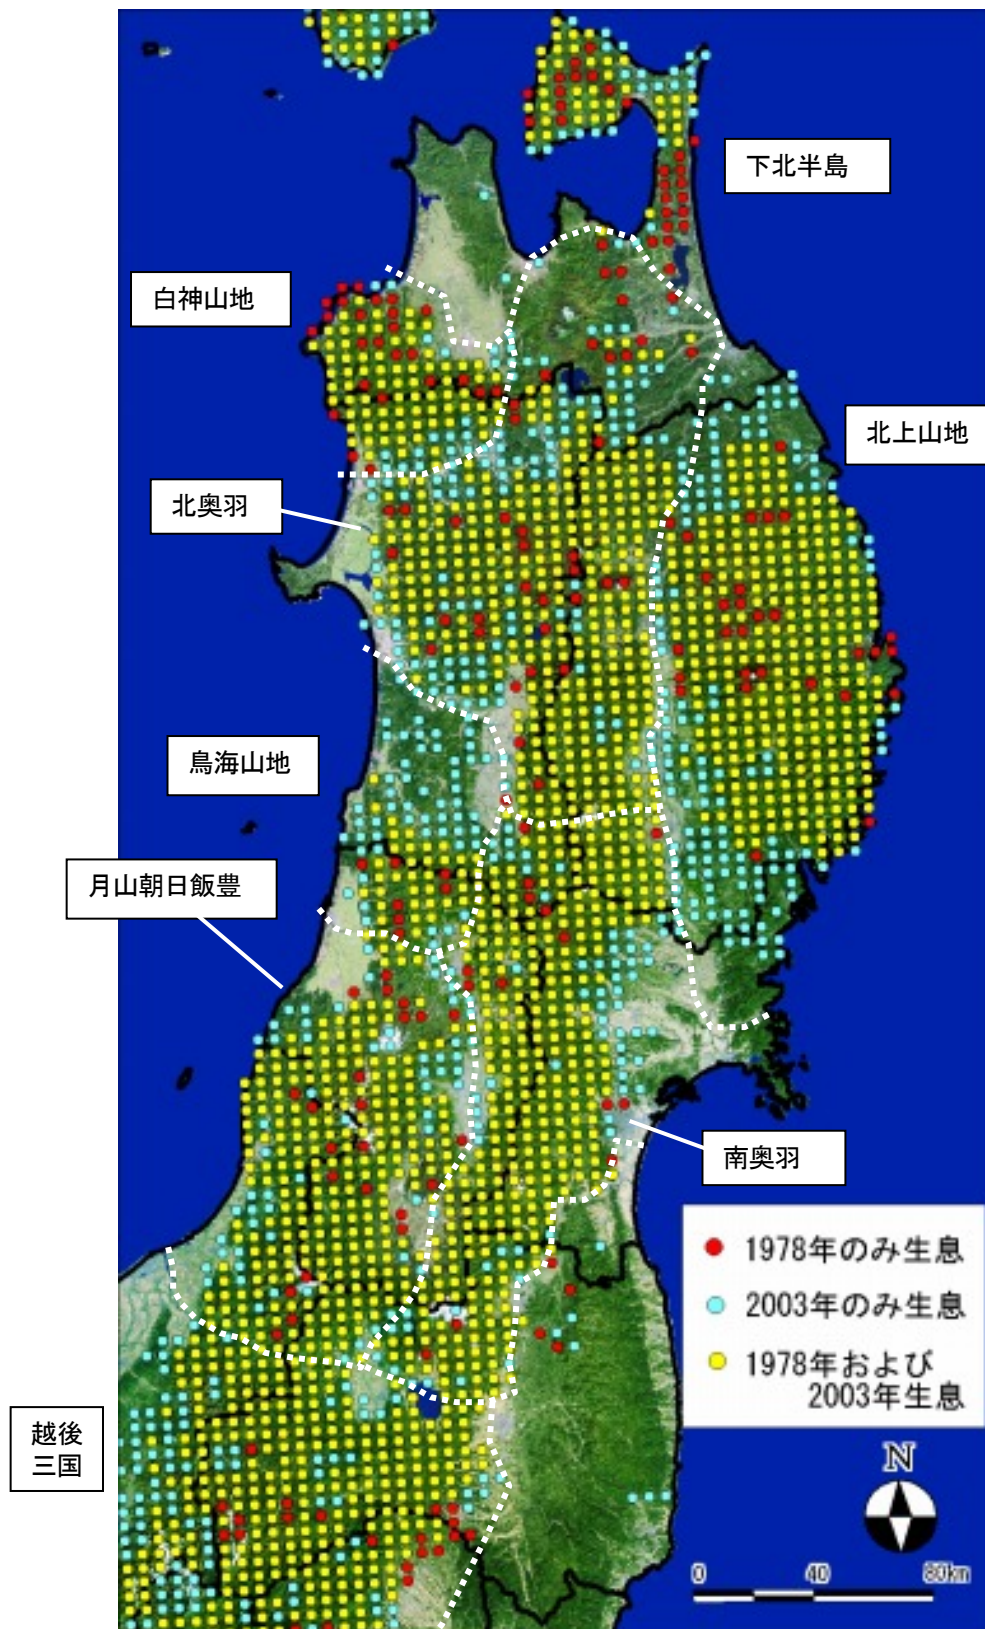 下北半島
白神山地
北上山地
北奥羽
鳥海山地
月山朝日飯豊
南奥羽
1978年のみ生息
2003年のみ生息
1978年および
2003年生息
越後
三国
N
0 40 80km